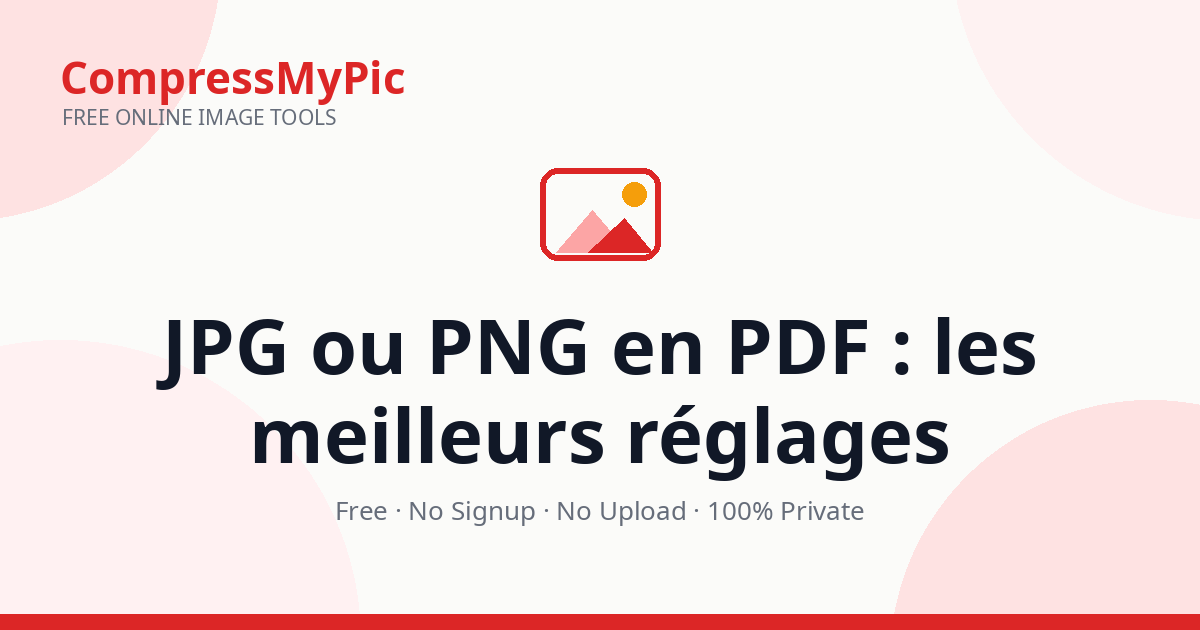 CompressMyPic
FREE ONLINE IMAGE TOOLS
JPG ou PNG en PDF : les
meilleurs réglages
Free · No Signup · No Upload · 100% Private